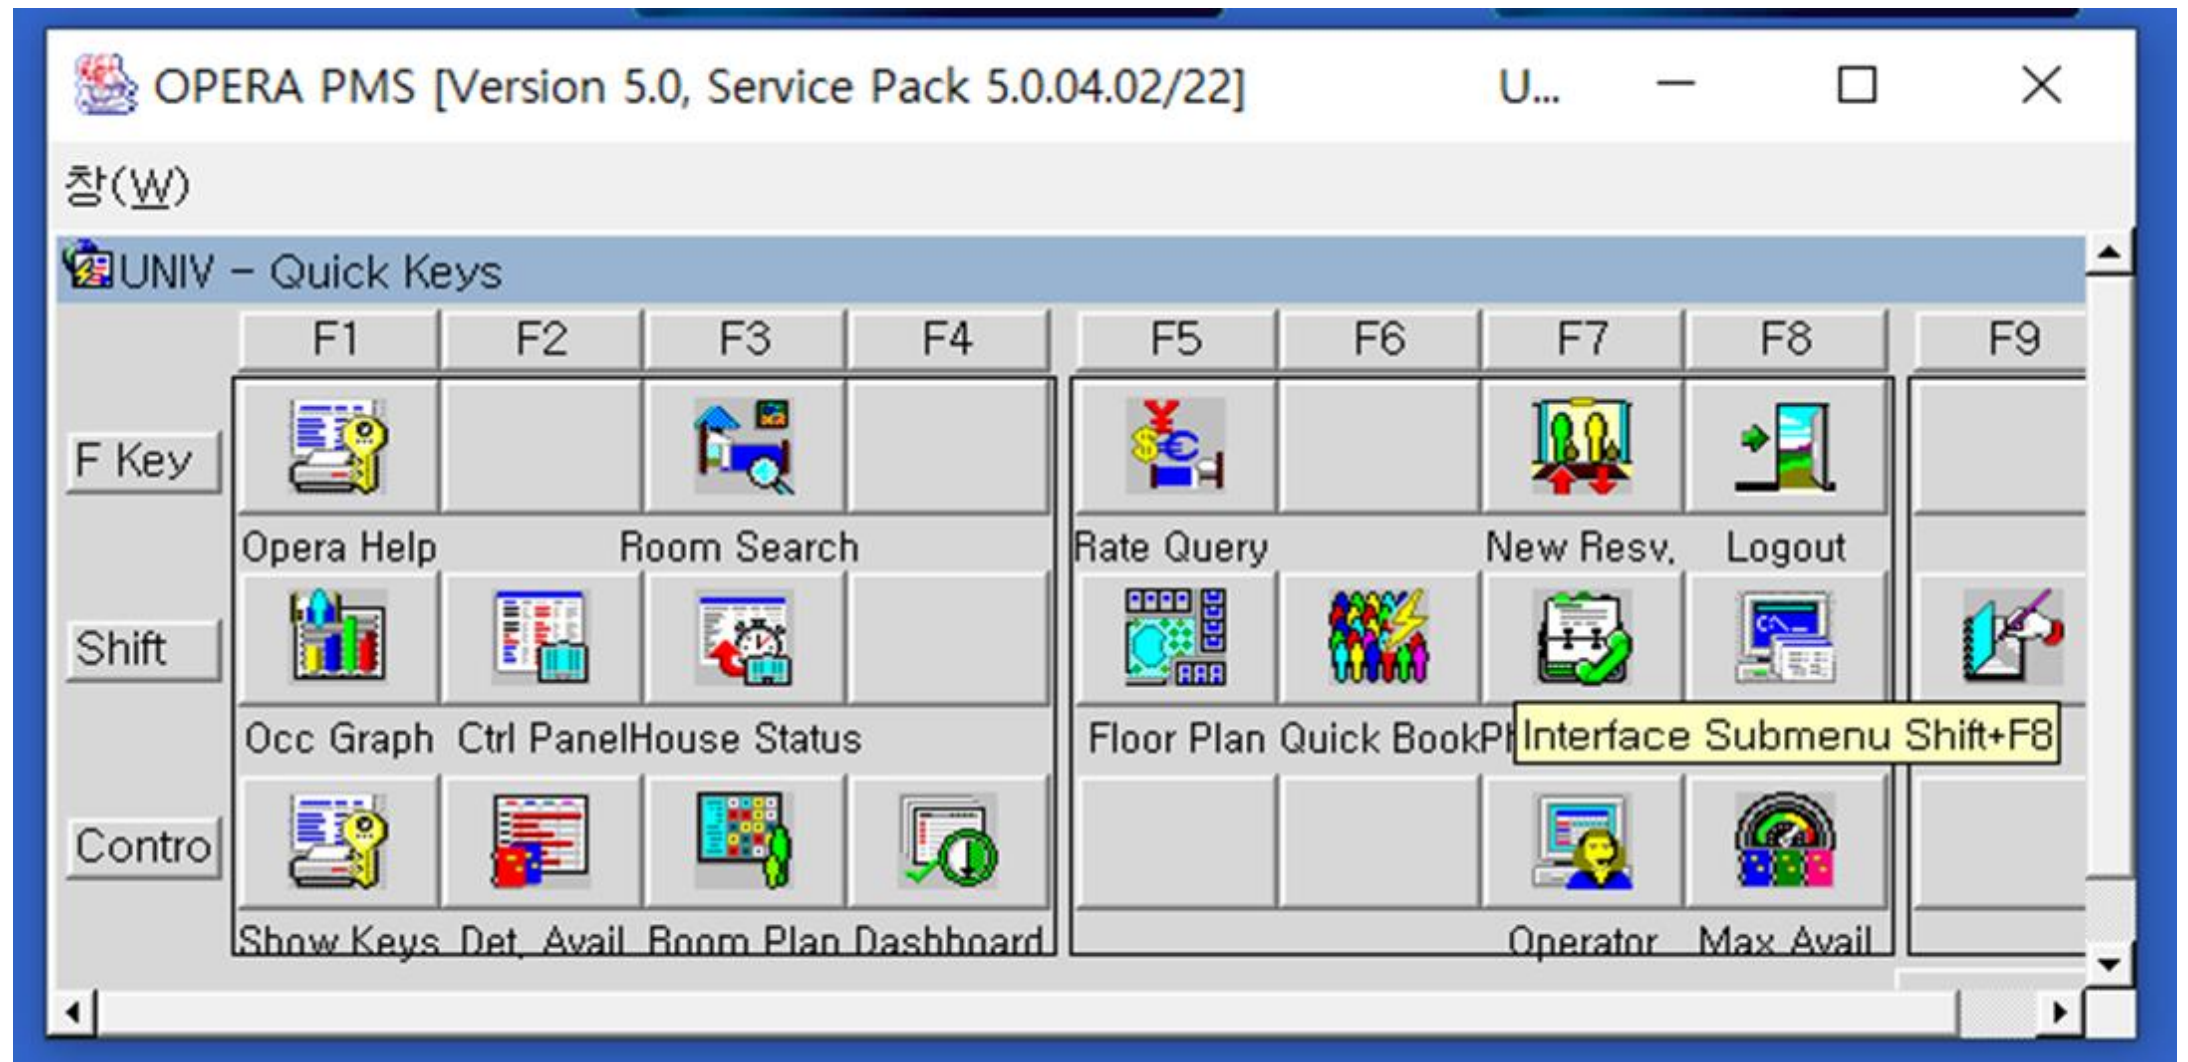 OPERA PMS [Version 5.0, Service Pack 5.0.04.02/22] U...
창(W)
UNIV - Quick Keys
F1 F2 F3 F4 F5 F6 F7 F8 F9
F Key
Opera Help Room Search Rate Query New Resv. Logout
Shift
C:\_
Occ Graph Ctrl Panel House Status Floor Plan Quick Book Interface Submenu Shift+F8
Contro
Show Keys Det. Avail Room Plan Dashboard Operator Max Avail